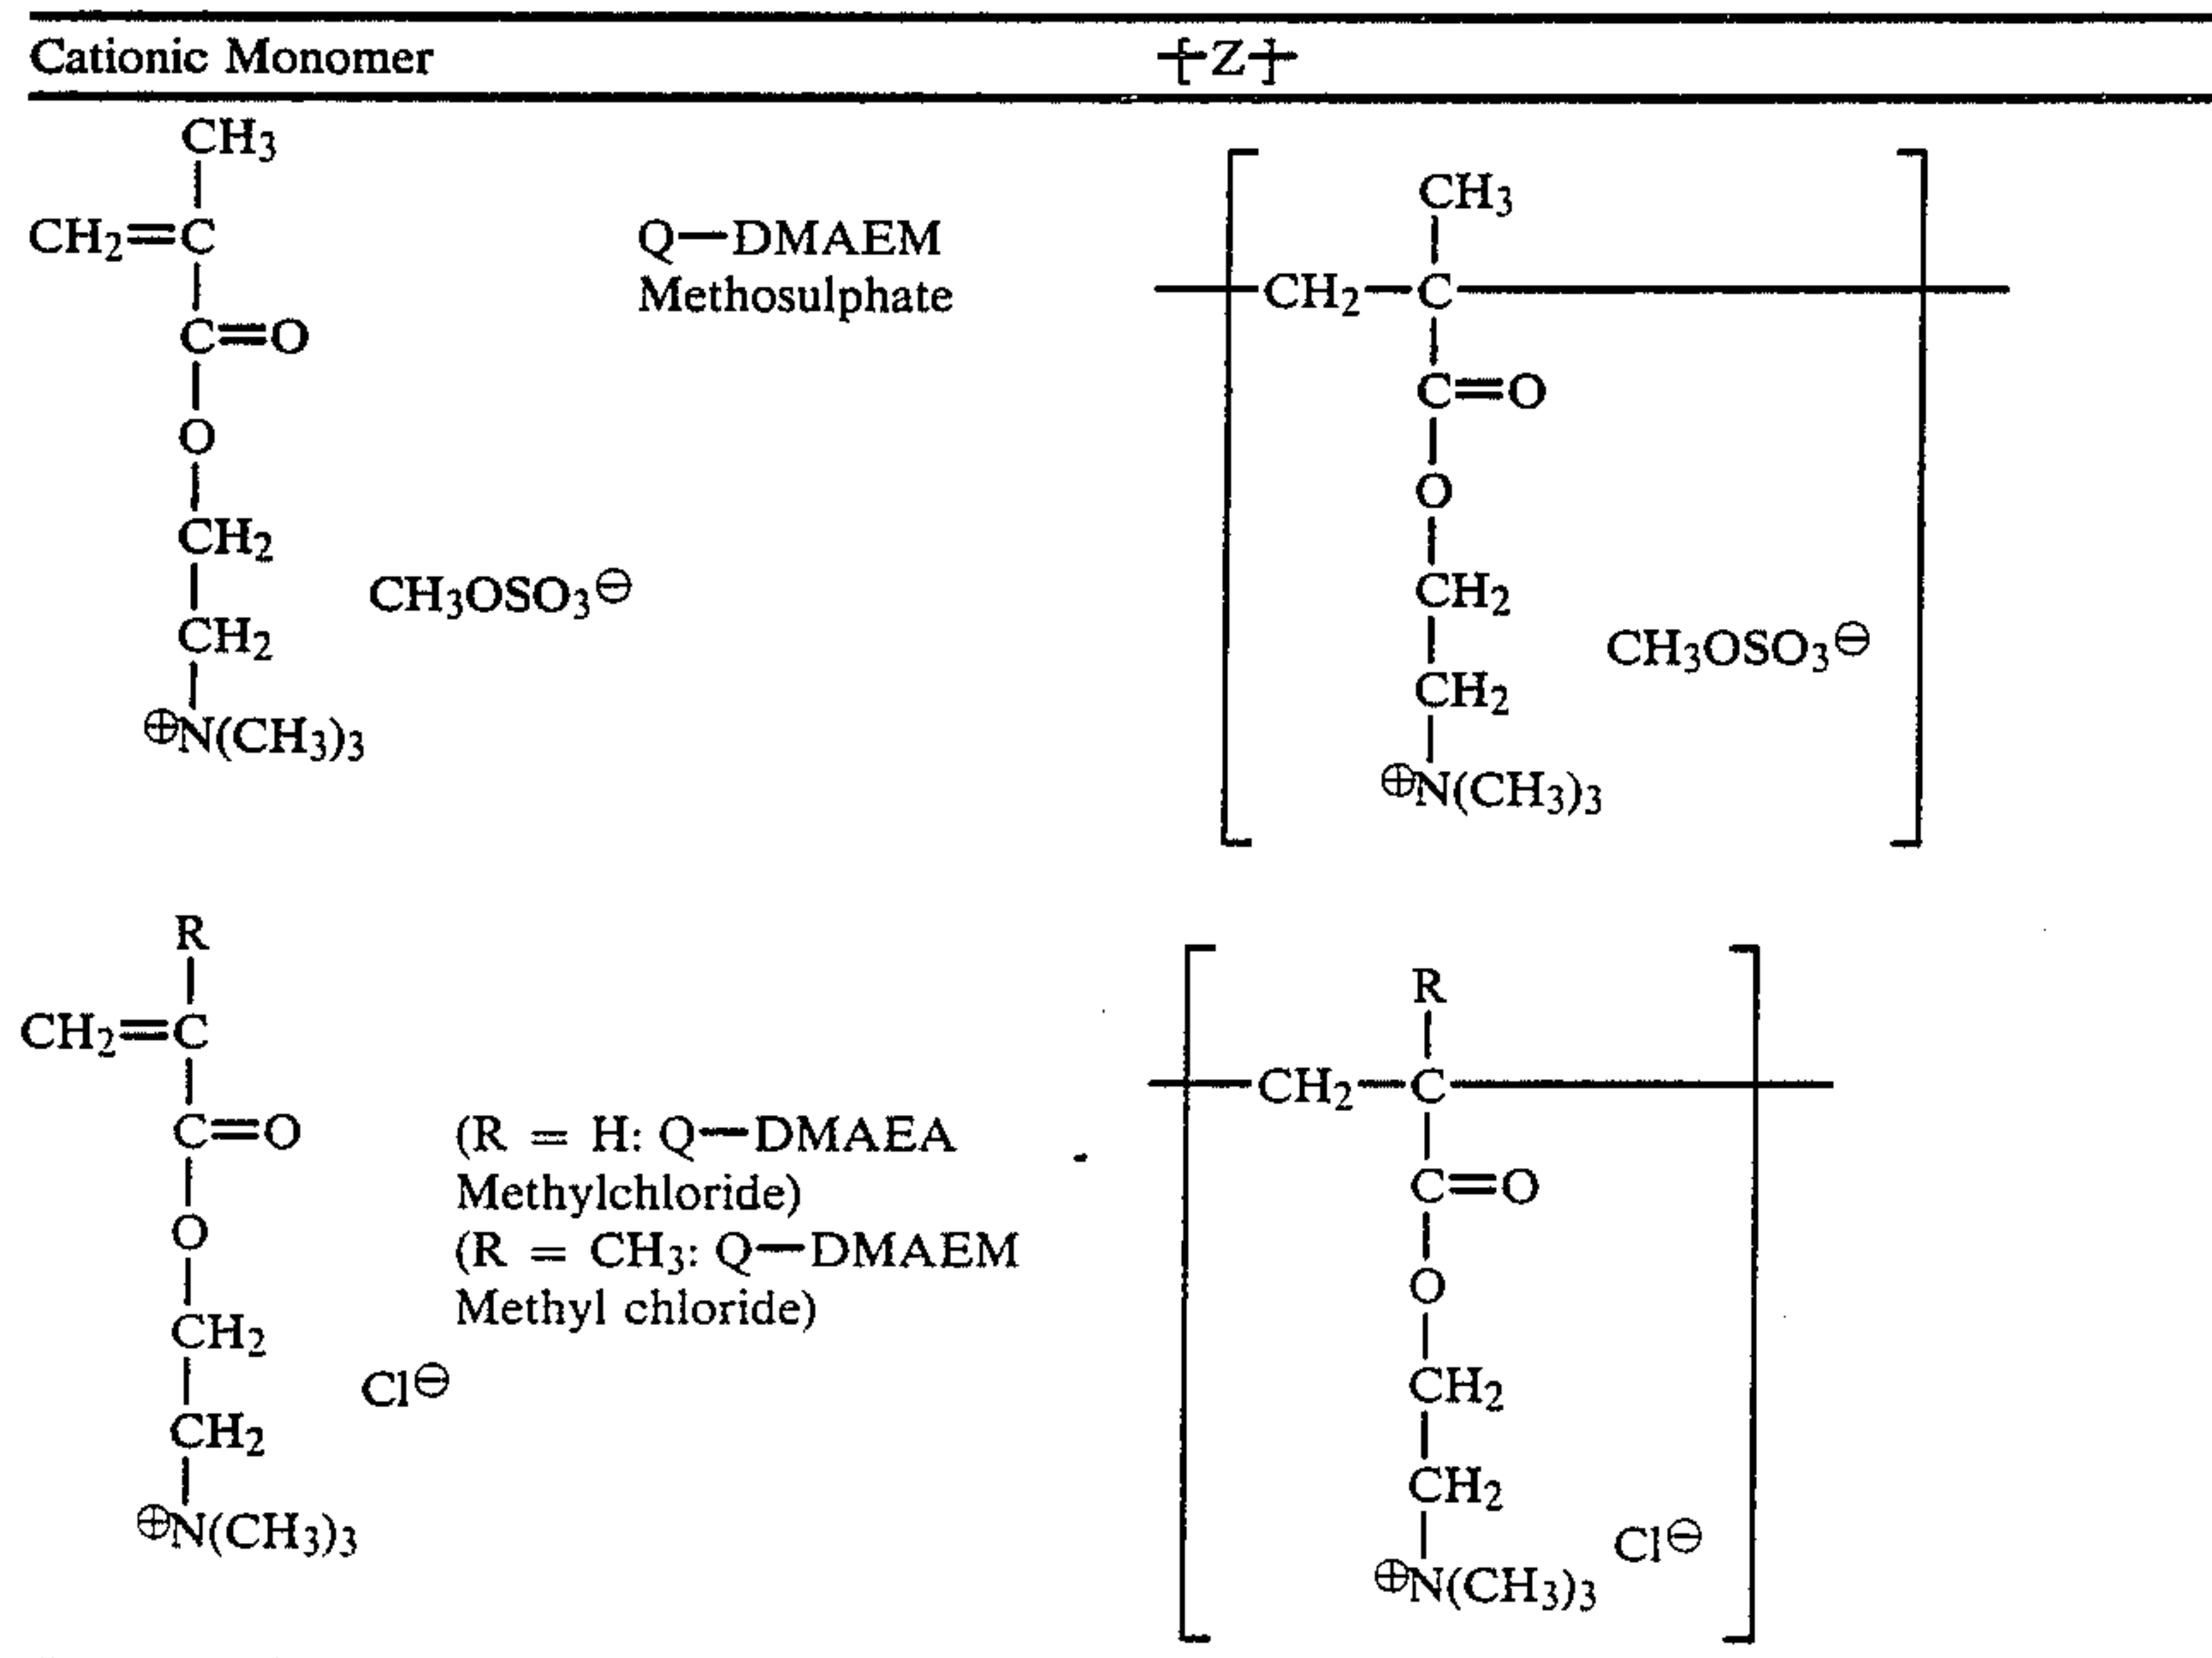 Cationic Monomer [Z]
CH3
CH2=C
C=O
O
CH2
CH2
⊕N(CH3)3
CH3OSO3⊖
Q—DMAEM
Methosulphate
CH3
CH2—C
C=O
O
CH2
CH2
⊕N(CH3)3
CH3OSO3⊖
R
CH2=C
C=O
O
CH2
CH2
⊕N(CH3)3
Cl⊖
(R = H: Q—DMAEA
Methylchloride)
(R = CH3: Q—DMAEM
Methyl chloride)
R
CH2—C
C=O
O
CH2
CH2
⊕N(CH3)3
Cl⊖